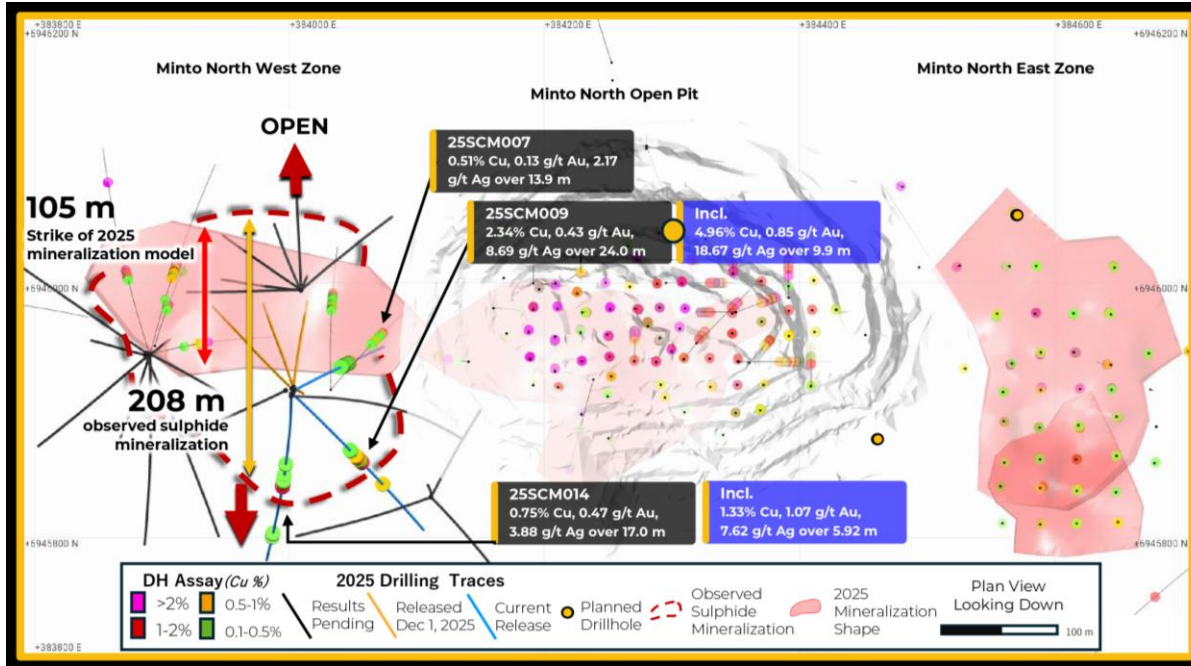 +383800 E
+384000 E
+384200 E
+384400 E
+384600 E
+6946200 N
+6946200 N
Minto North West Zone
Minto North Open Pit
Minto North East Zone
OPEN
25SCM007
0.51% Cu, 0.13 g/t Au, 2.17
g/t Ag over 13.9 m
105 m
Strike of 2025
mineralization model
25SCM009
2.34% Cu, 0.43 g/t Au,
8.69 g/t Ag over 24.0 m
Incl.
4.96% Cu, 0.85 g/t Au,
18.67 g/t Ag over 9.9 m
+6946000 N
+6946000 N
208 m
observed sulphide
mineralization
25SCM014
0.75% Cu, 0.47 g/t Au,
3.88 g/t Ag over 17.0 m
Incl.
1.33% Cu, 1.07 g/t Au,
7.62 g/t Ag over 5.92 m
+6945800 N
+6945800 N
DH Assay (Cu %)
>2%
0.5-1%
1-2%
0.1-0.5%
2025 Drilling Traces
Results
Pending
Released
Dec 1, 2025
Current
Release
Planned
Drillhole
Observed
Sulphide
Mineralization
2025
Mineralization
Shape
Plan View
Looking Down
100 m
+383800 E